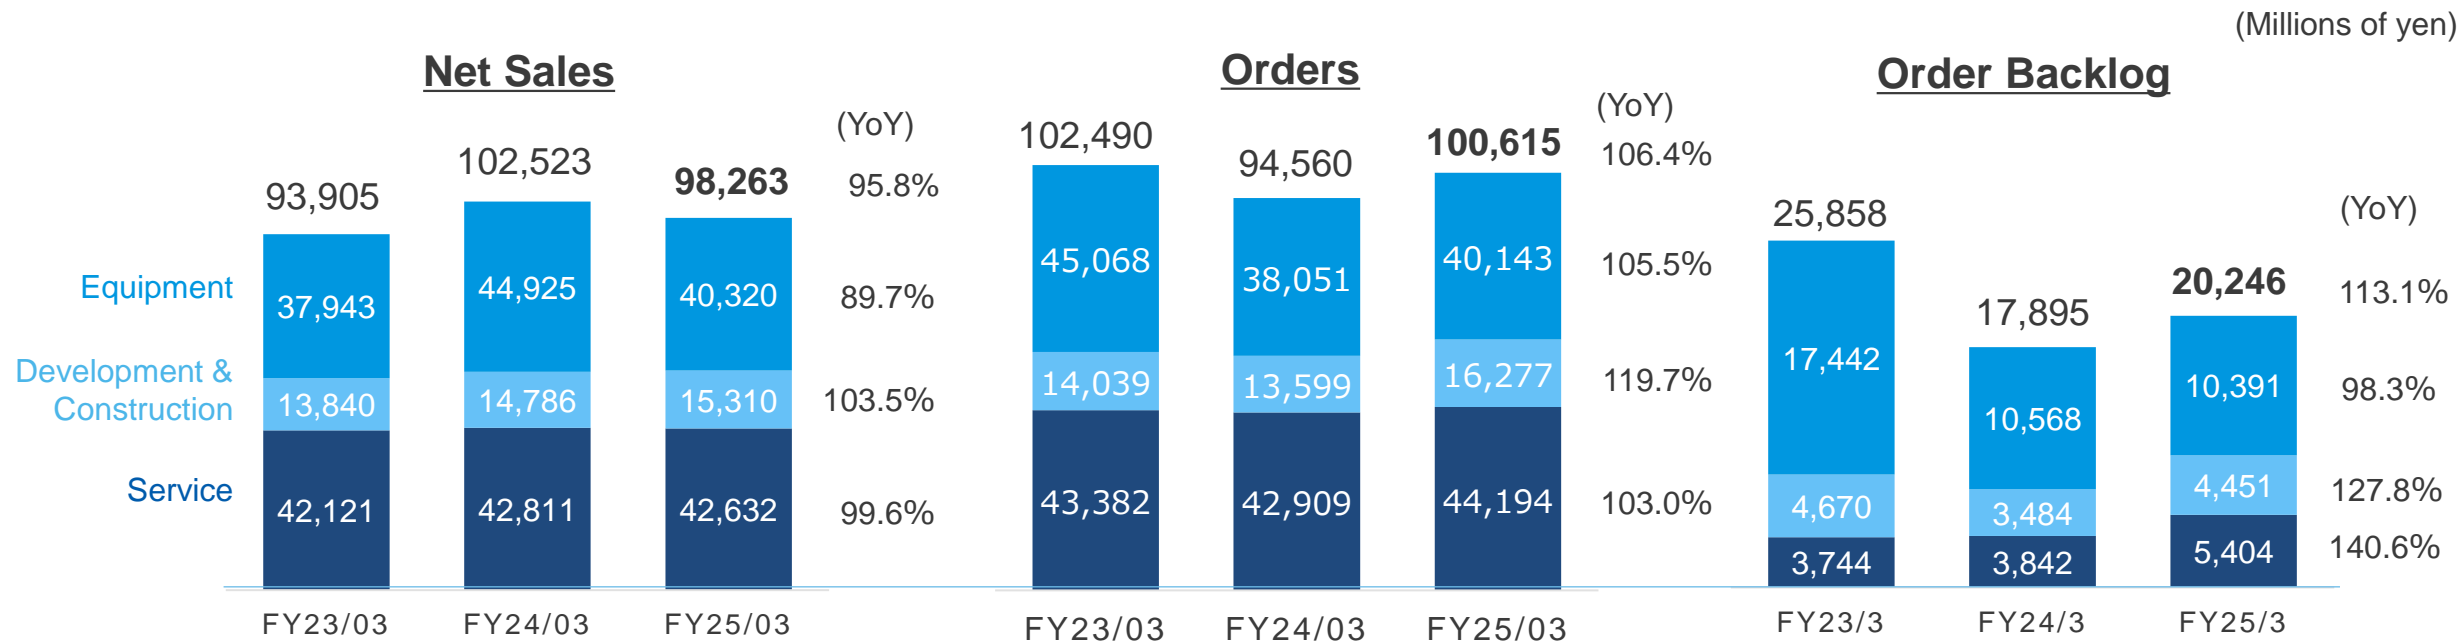 (Millions of yen)
Net Sales
Orders
Order Backlog
(YoY)
93,905
102,523
98,263
95.8%
Equipment
37,943
44,925
40,320
89.7%
Development &
Construction
13,840
14,786
15,310
103.5%
Service
42,121
42,811
42,632
99.6%
FY23/03
FY24/03
FY25/03
(YoY)
102,490
94,560
100,615
106.4%
45,068
38,051
40,143
105.5%
14,039
13,599
16,277
119.7%
43,382
42,909
44,194
103.0%
FY23/03
FY24/03
FY25/03
(YoY)
25,858
17,895
20,246
113.1%
17,442
10,568
10,391
98.3%
4,670
3,484
4,451
127.8%
3,744
3,842
5,404
140.6%
FY23/3
FY24/3
FY25/3